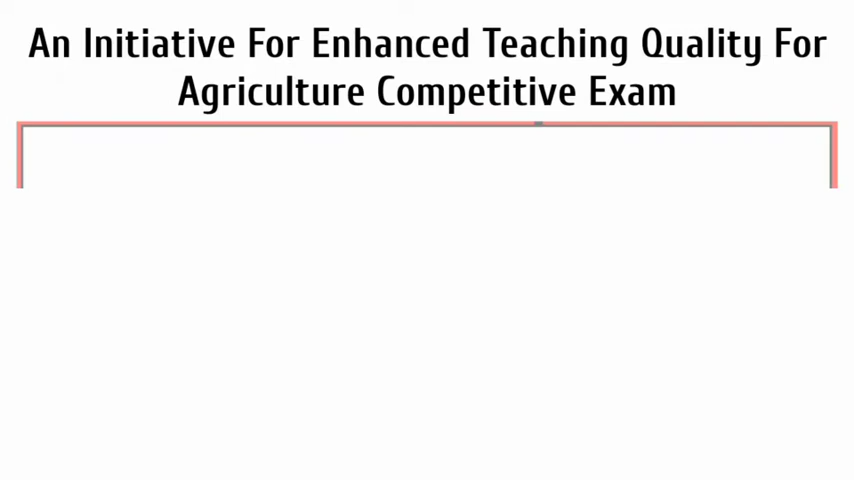 An Initiative For Enhanced Teaching Quality For
Agriculture Competitive Exam